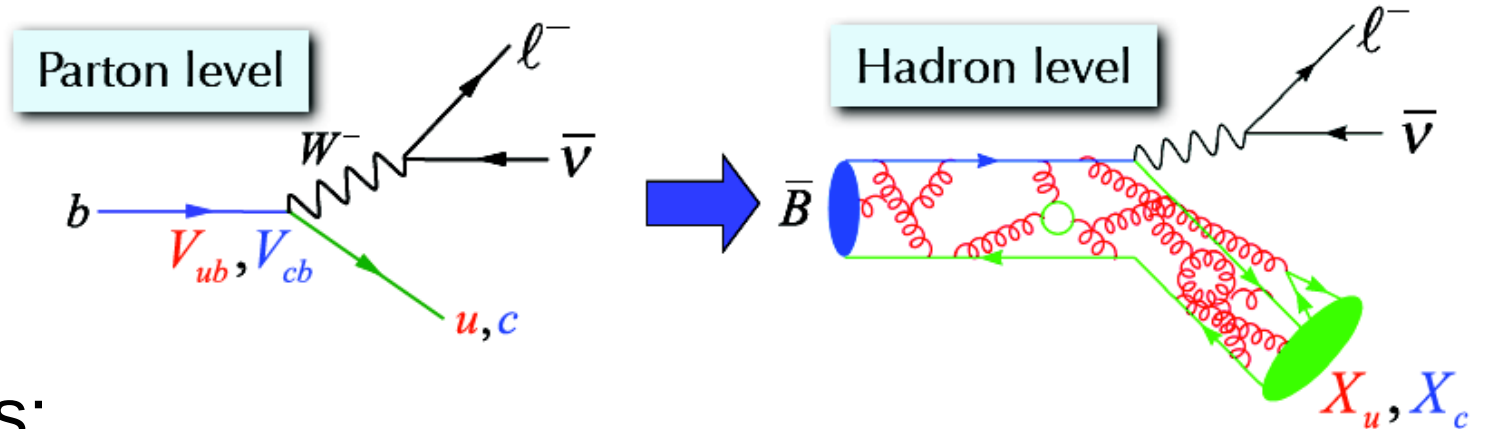 Parton level
ℓ⁻
W⁻
ν̅
b
V_ub, V_cb
u, c
Hadron level
ℓ⁻
ν̅
B̅
X_u, X_c
s: